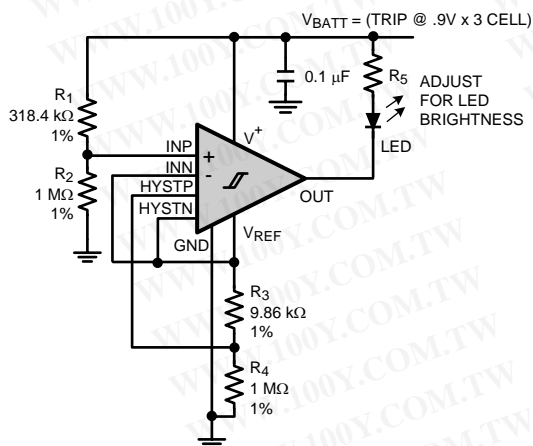 V_BATT = (TRIP @ .9V x 3 CELL)
0.1 μF
R5
ADJUST
FOR LED
BRIGHTNESS
LED
R1
318.4 kΩ
1%
V+
INP
+
INN
-
R2
1 MΩ
1%
HYSTP
HYSTN
OUT
GND
V_REF
R3
9.86 kΩ
1%
R4
1 MΩ
1%
WWW.100Y.COM.TW